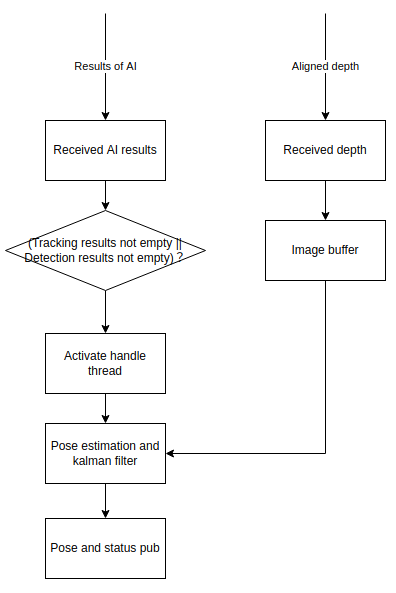 Results of AI
Aligned depth
Received AI results
Received depth
(Tracking results not empty ||
Detection results not empty) ?
Image buffer
Activate handle
thread
Pose estimation and
kalman filter
Pose and status pub